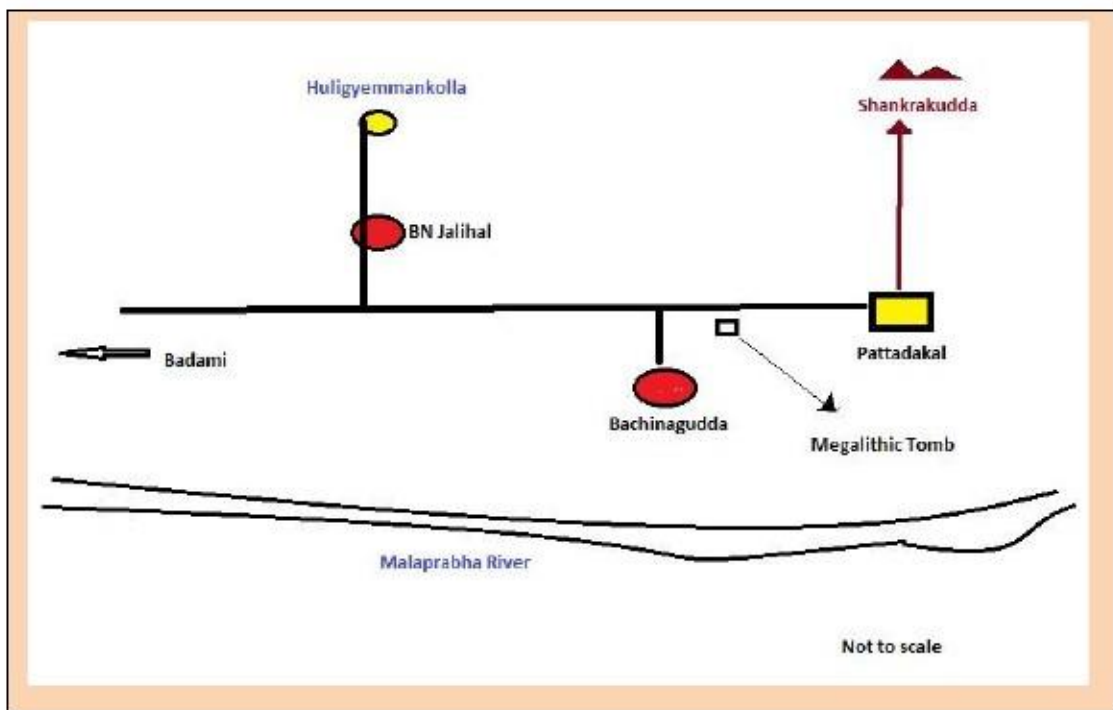 Huligyemmankolla
Shankrakudda
BN Jalihal
Badami
Pattadakal
Bachinagudda
Megalithic Tomb
Malaprabha River
Not to scale